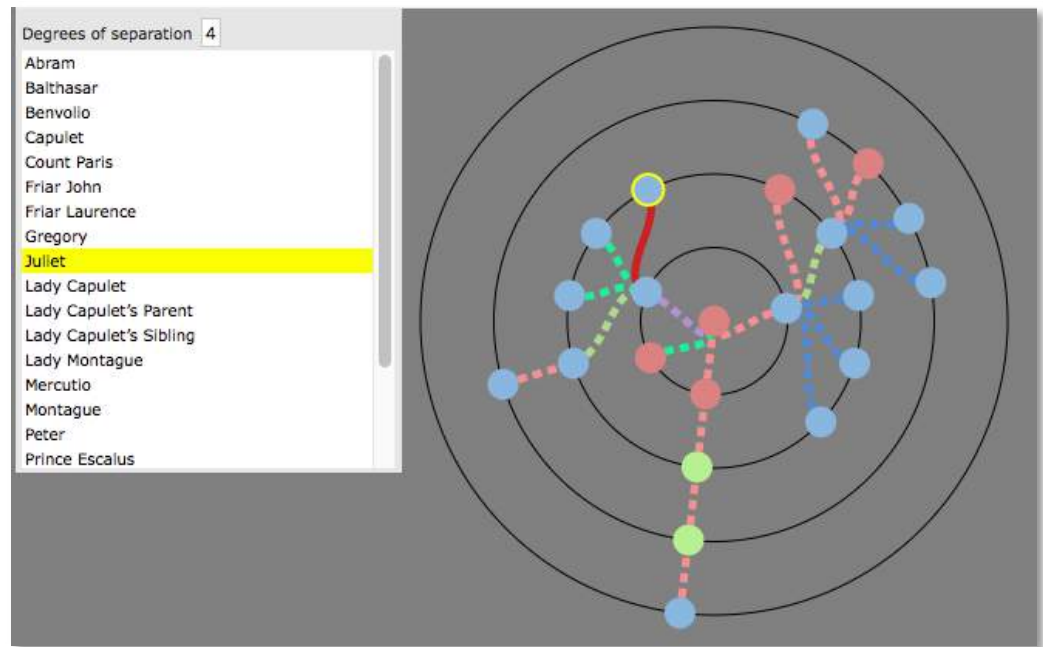 Degrees of separation 4
Abram
Balthasar
Benvolio
Capulet
Count Paris
Friar John
Friar Laurence
Gregory
Juliet
Lady Capulet
Lady Capulet's Parent
Lady Capulet's Sibling
Lady Montague
Mercutio
Montague
Peter
Prince Escalus